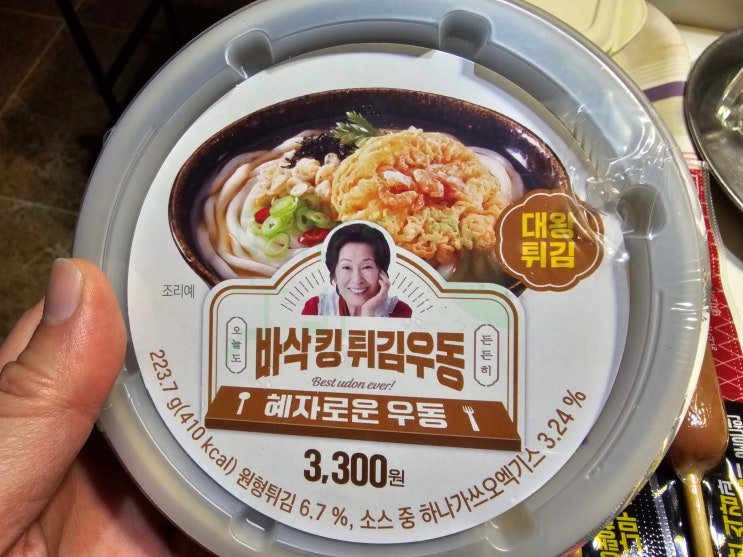 대왕
튀김
조리예
오늘도
바삭킹 튀김우동
든든히
Best udon ever!
혜자로운 우동
3,300원
223.7 g(410 kcal) 원형튀김 6.7 %, 소스 중 하나가쓰오엑기스 3.24 %